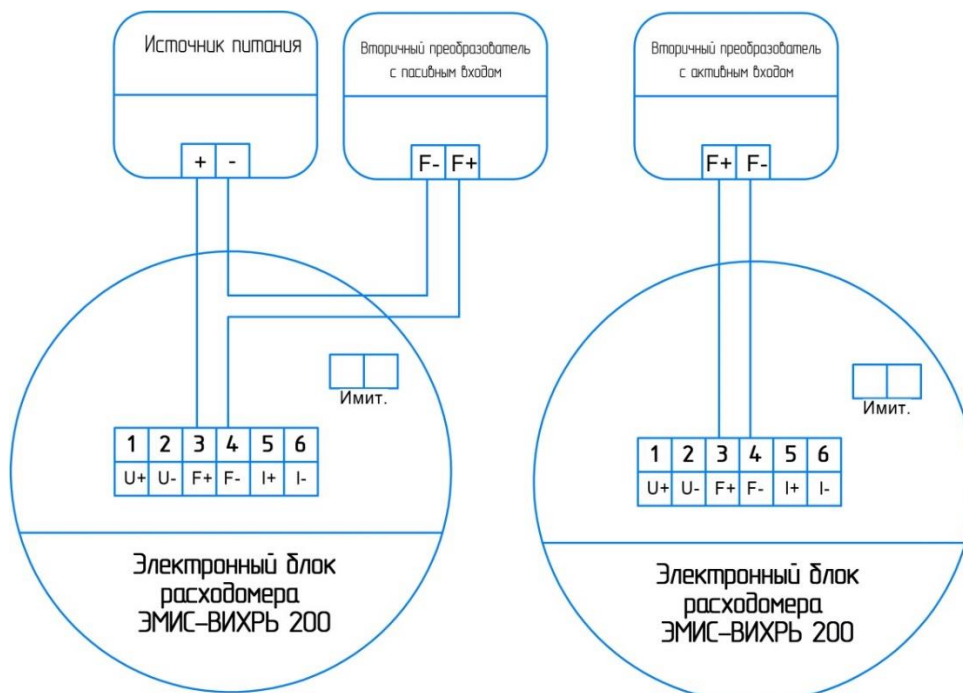 Источник питания
+ -
Вторичный преобразователь
с пасивным входом
F- F+
Вторичный преобразователь
с активным входом
F+ F-
Имит.
1 2 3 4 5 6
U+ U- F+ F- I+ I-
Электронный блок
расходомера
ЭМИС-ВИХРЬ 200
Имит.
1 2 3 4 5 6
U+ U- F+ F- I+ I-
Электронный блок
расходомера
ЭМИС-ВИХРЬ 200